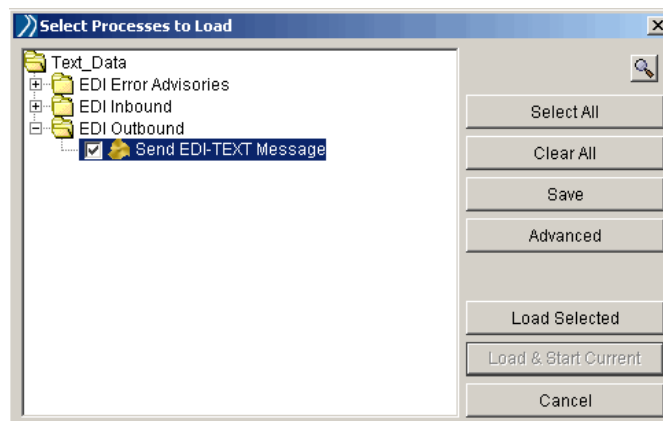 Select Processes to Load
Text_Data
EDI Error Advisories
EDI Inbound
EDI Outbound
Send EDI-TEXT Message
Select All
Clear All
Save
Advanced
Load Selected
Load & Start Current
Cancel